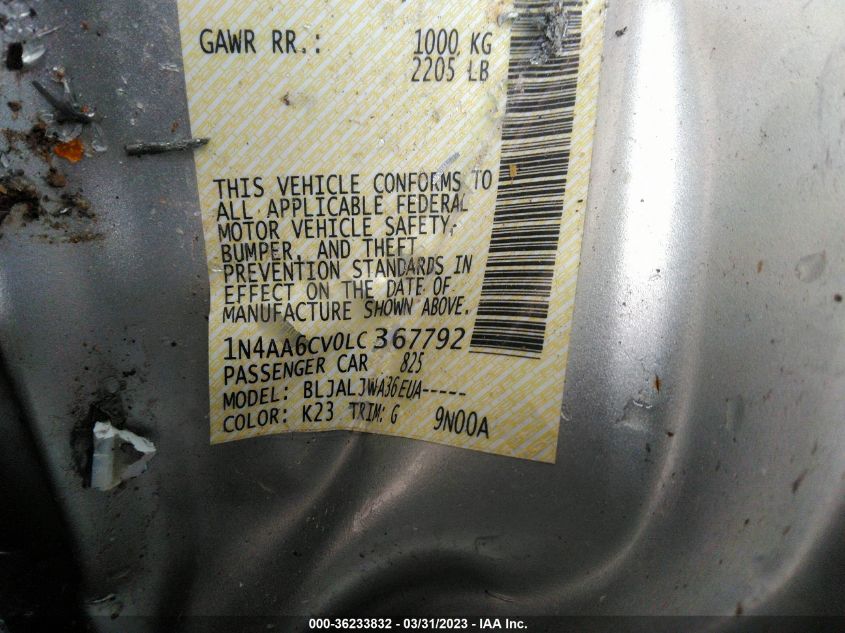 GAWR RR.: 1000 KG
2205 LB
THIS VEHICLE CONFORMS TO
ALL APPLICABLE FEDERAL
MOTOR VEHICLE SAFETY,
BUMPER, AND THEFT
PREVENTION STANDARDS IN
EFFECT ON THE DATE OF
MANUFACTURE SHOWN ABOVE.
1N4AA6CV0LC367792
PASSENGER CAR 825
MODEL: BLJALJWA36EUA-----
COLOR: K23 TRIM: G 9N00A
000-36233832 - 03/31/2023 - IAA Inc.